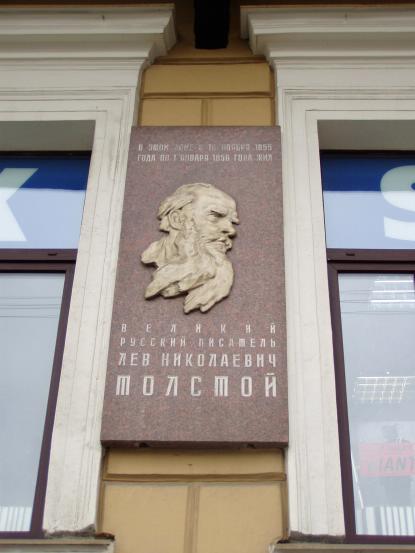 В ЭТОМ ДОМЕ С 19 НОЯБРЯ 1855
ГОДА ПО 1 ЯНВАРЯ 1856 ГОДА ЖИЛ
ВЕЛИКИЙ
РУССКИЙ ПИСАТЕЛЬ
ЛЕВ НИКОЛАЕВИЧ
ТОЛСТОЙ